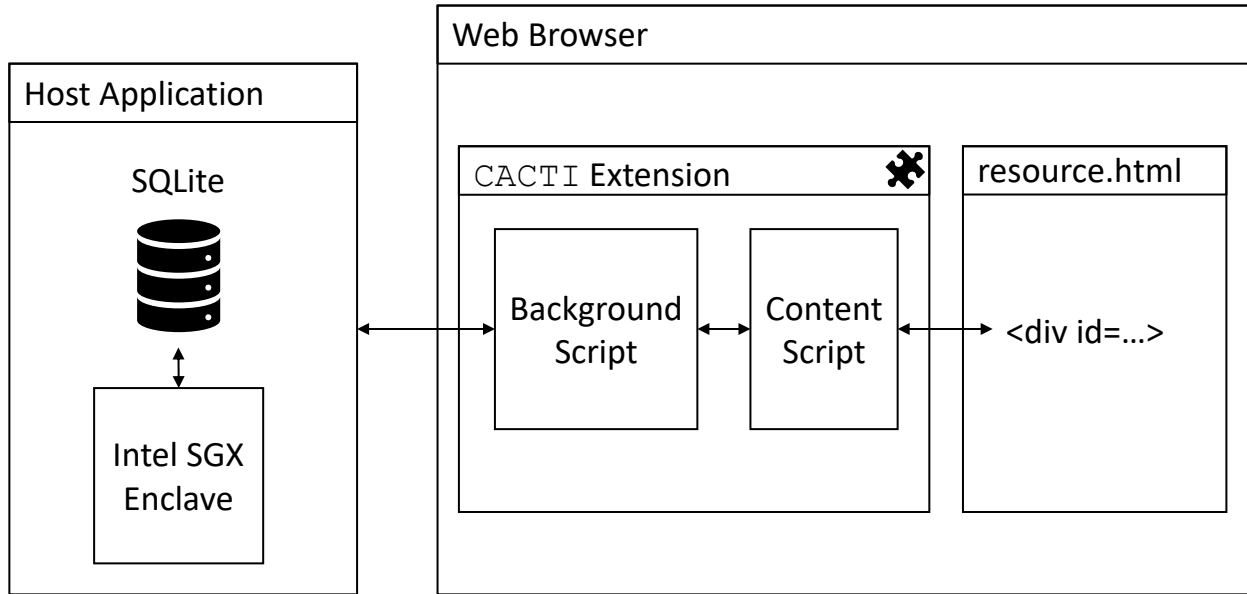 Web Browser
Host Application
SQLite
Intel SGX
Enclave
CACTI Extension
Background
Script
Content
Script
resource.html
<div id=...>